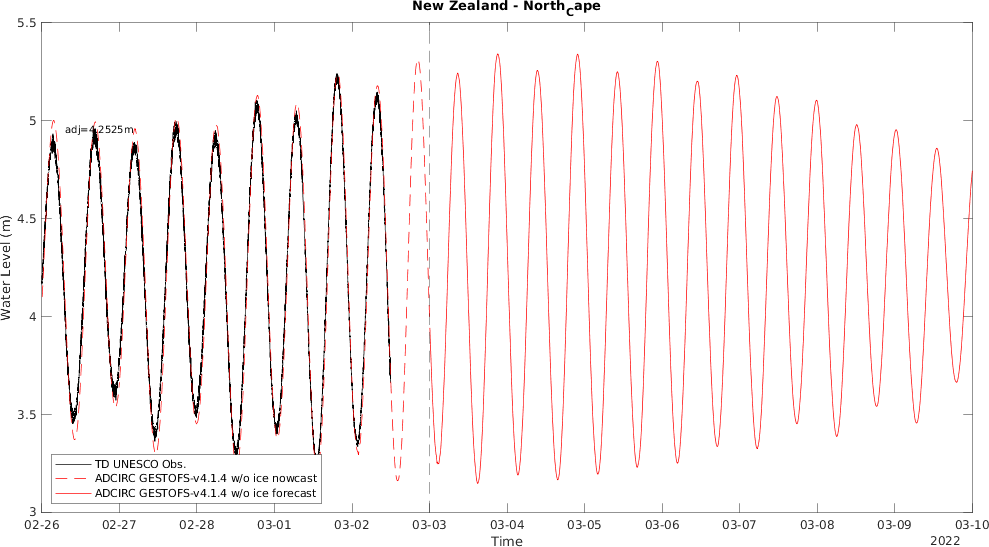 New Zealand - NorthCape
5.5
5
4.5
4
3.5
3
Water Level (m)
adj=4.2525m
TD UNESCO Obs.
ADCIRC GESTOFS-v4.1.4 w/o ice nowcast
ADCIRC GESTOFS-v4.1.4 w/o ice forecast
02-26 02-27 02-28 03-01 03-02 03-03 03-04 03-05 03-06 03-07 03-08 03-09 03-10
Time
2022